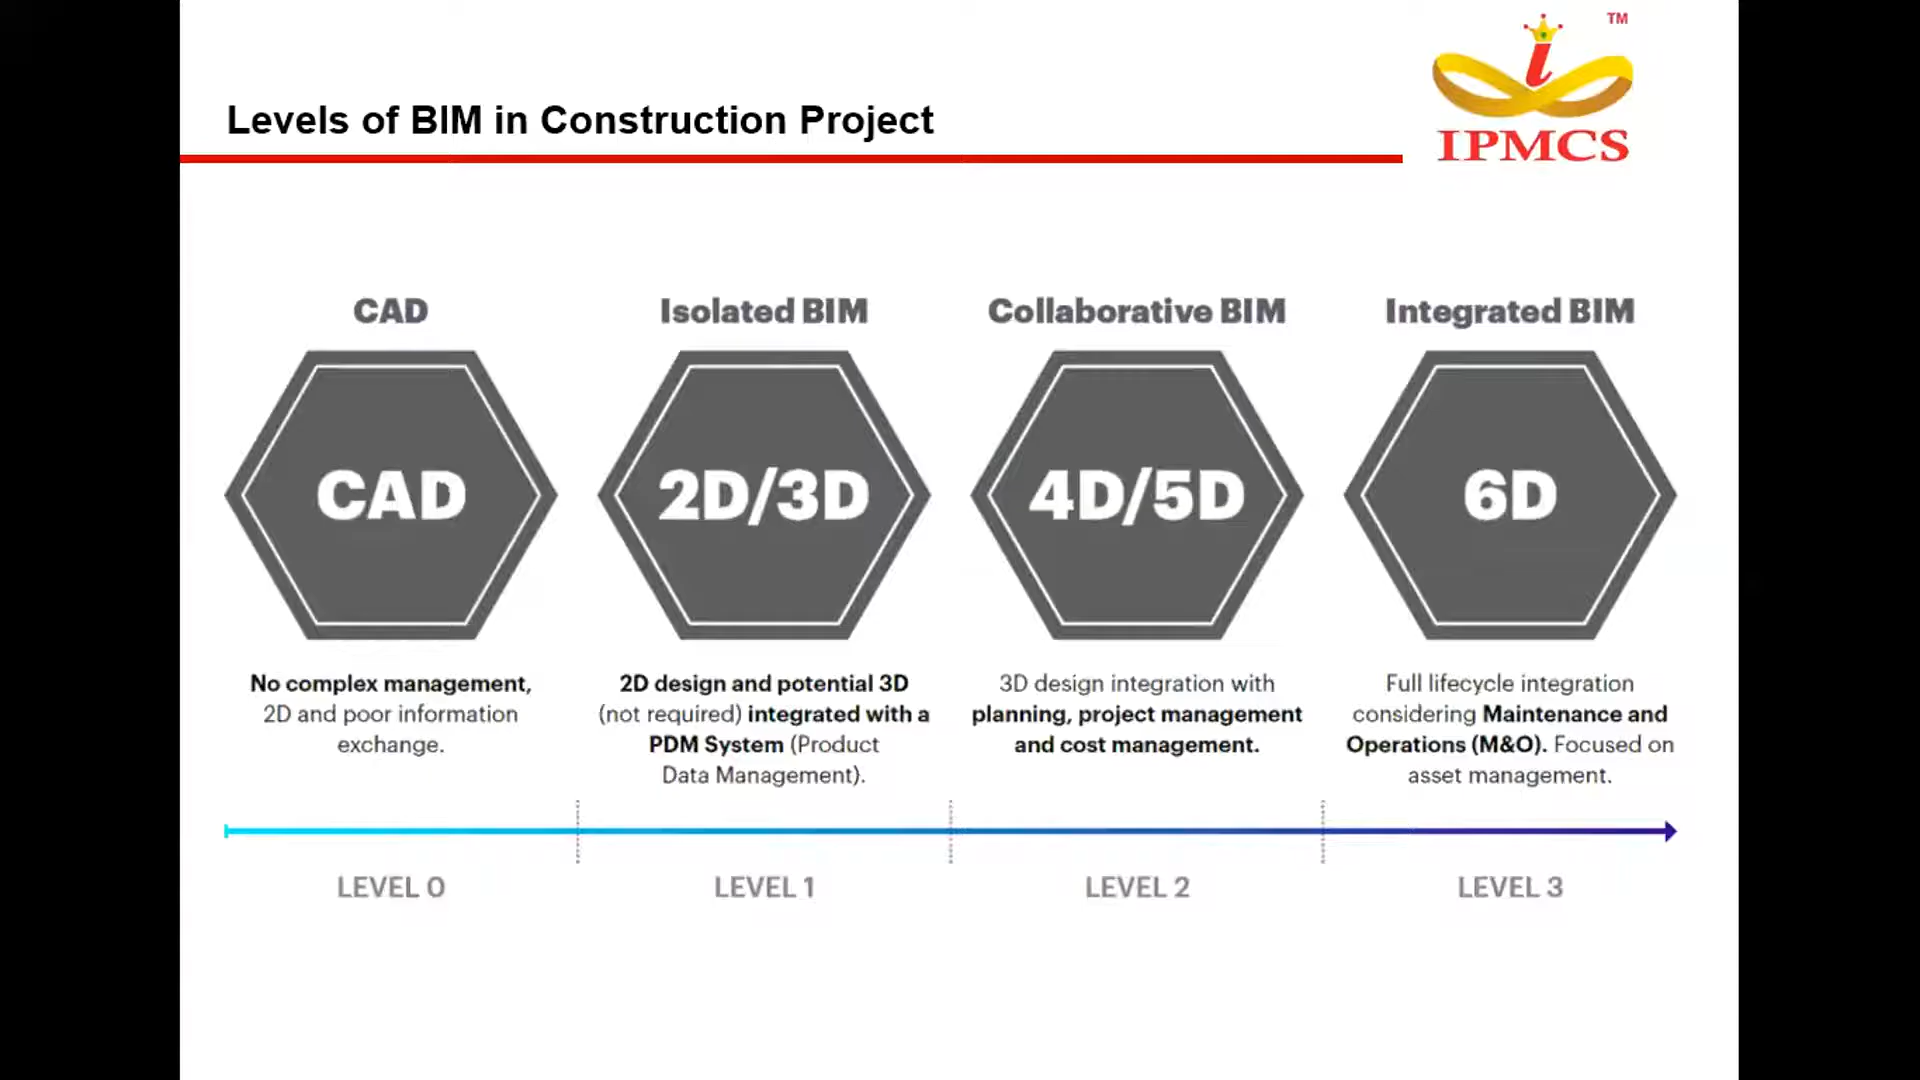 TM
IPMCS
Levels of BIM in Construction Project
CAD
CAD
No complex management,
2D and poor information
exchange.
LEVEL 0
Isolated BIM
2D/3D
2D design and potential 3D
(not required) integrated with a
PDM System (Product
Data Management).
LEVEL 1
Collaborative BIM
4D/5D
3D design integration with
planning, project management
and cost management.
LEVEL 2
Integrated BIM
6D
Full lifecycle integration
considering Maintenance and
Operations (M&O). Focused on
asset management.
LEVEL 3